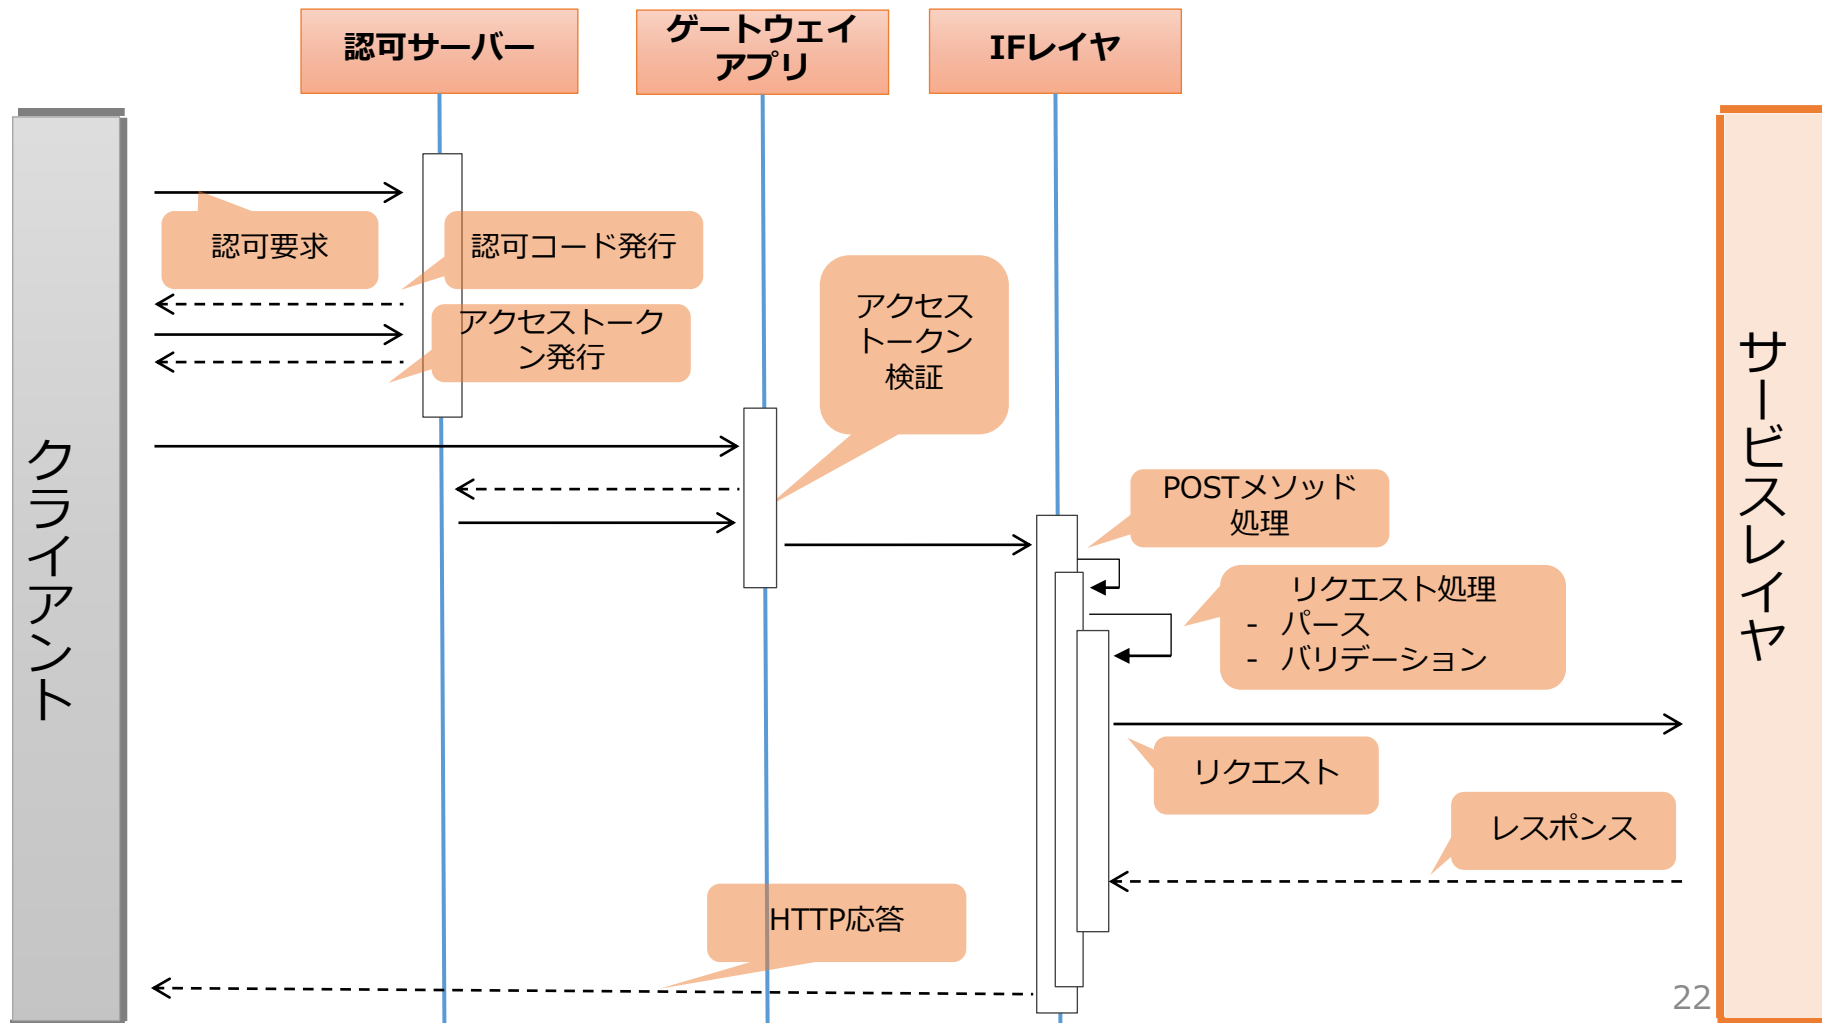 認可サーバー
ゲートウェイ
アプリ
IFレイヤ
クライアント
サービスレイヤ
認可要求
認可コード発行
アクセストーク
ン発行
アクセス
トークン
検証
POSTメソッド
処理
リクエスト処理
- パース
- バリデーション
リクエスト
レスポンス
HTTP応答
22